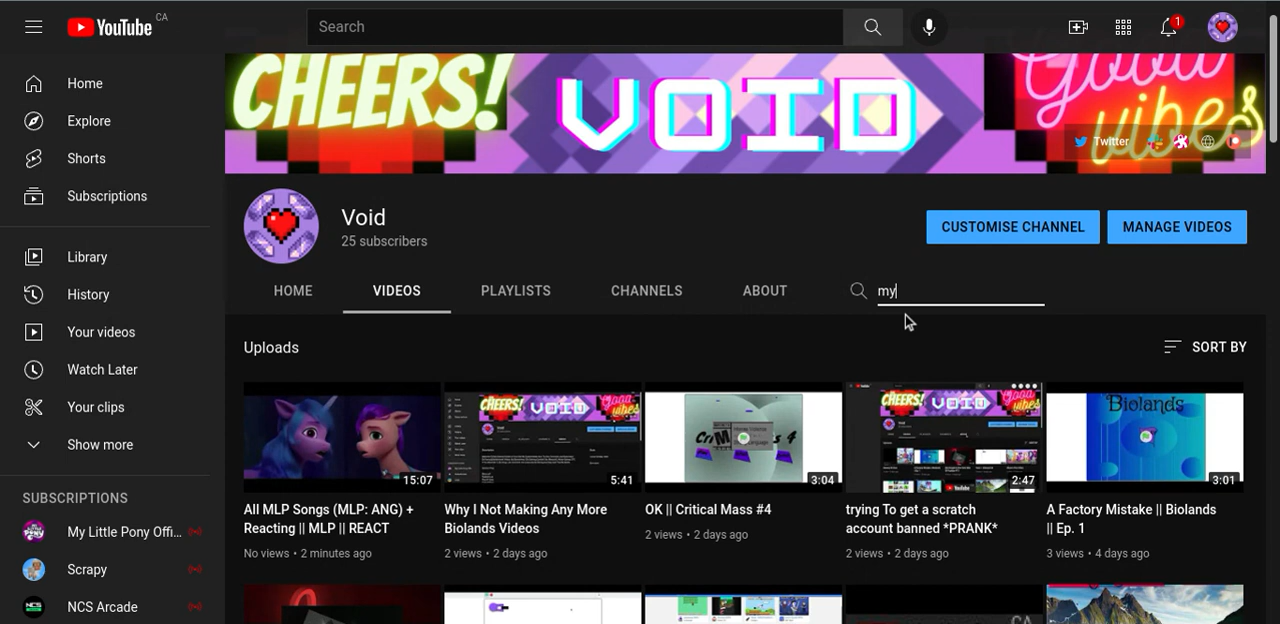 YouTube CA
Search
1
Home
Explore
Shorts
Subscriptions
Library
History
Your videos
Watch Later
Your clips
Show more
SUBSCRIPTIONS
My Little Pony Offi...
Scrapy
NCS Arcade
CHEERS!
VOID
Good
vibes
Twitter
Void
25 subscribers
CUSTOMISE CHANNEL
MANAGE VIDEOS
HOME
VIDEOS
PLAYLISTS
CHANNELS
ABOUT
my
Uploads
SORT BY
15:07
All MLP Songs (MLP: ANG) +
Reacting || MLP || REACT
No views • 2 minutes ago
CHEERS!
VOID
Good
vibes
5:41
Why I Not Making Any More
Biolands Videos
2 views • 2 days ago
3:04
OK || Critical Mass #4
2 views • 2 days ago
CHEERS!
VOID
Good
vibes
2:47
trying To get a scratch
account banned *PRANK*
2 views • 2 days ago
Biolands
3:01
A Factory Mistake || Biolands
|| Ep. 1
3 views • 4 days ago
CA